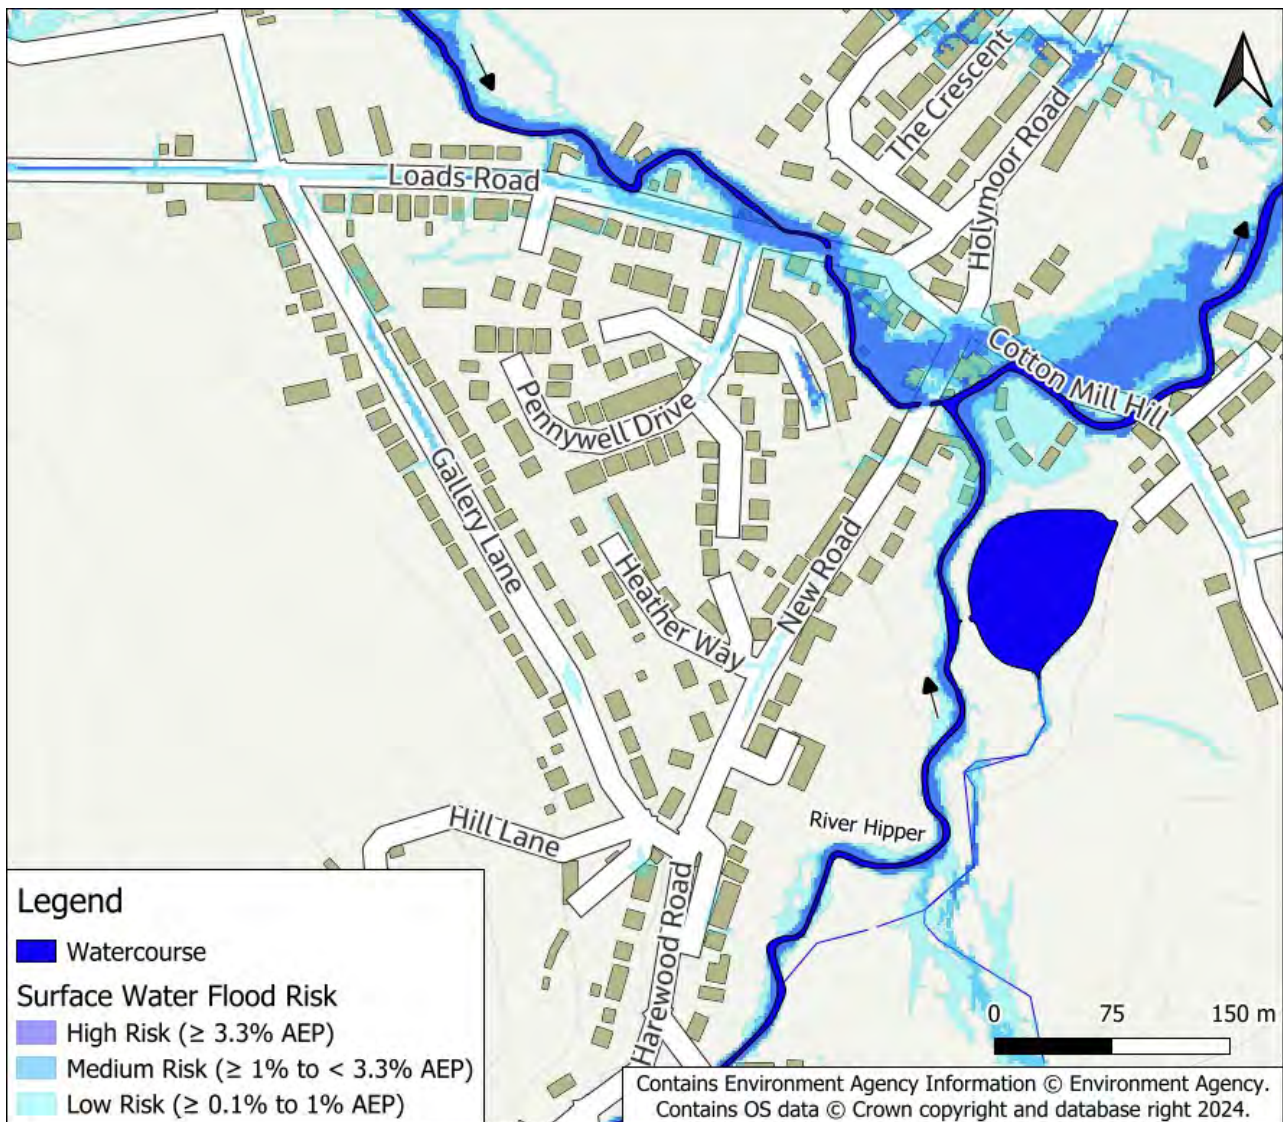 The Crescent
Holymoor Road
Loads Road
Cotton Mill Hill
Pennywell Drive
Gallery Lane
Heather Way
New Road
River Hipper
Hill Lane
Harewood Road
Legend
Watercourse
Surface Water Flood Risk
High Risk (≥ 3.3% AEP)
Medium Risk (≥ 1% to < 3.3% AEP)
Low Risk (≥ 0.1% to 1% AEP)
0 75 150 m
Contains Environment Agency Information © Environment Agency.
Contains OS data © Crown copyright and database right 2024.